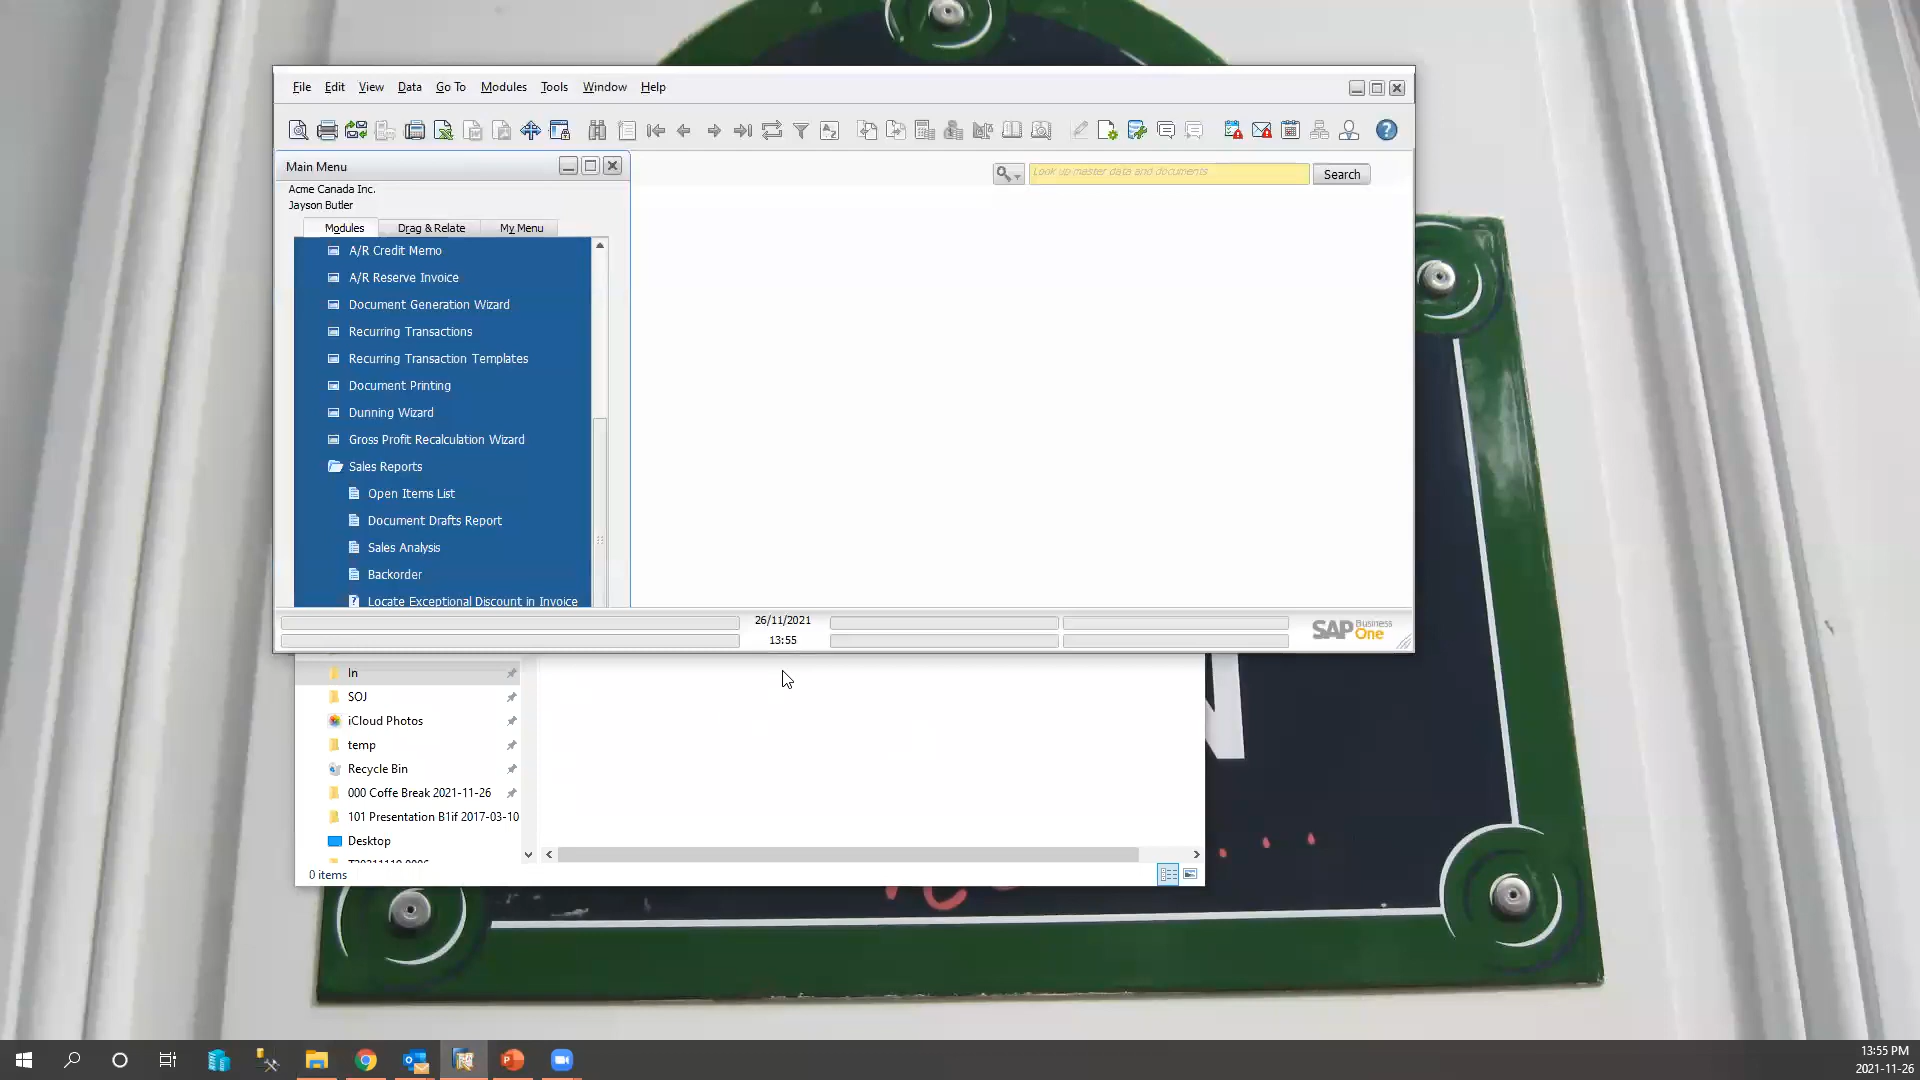 File Edit View Data Go To Modules Tools Window Help
Main Menu
Look up master data and documents
Search
Acme Canada Inc.
Jayson Butler
Modules Drag & Relate My Menu
A/R Credit Memo
A/R Reserve Invoice
Document Generation Wizard
Recurring Transactions
Recurring Transaction Templates
Document Printing
Dunning Wizard
Gross Profit Recalculation Wizard
Sales Reports
Open Items List
Document Drafts Report
Sales Analysis
Backorder
Locate Exceptional Discount in Invoice
26/11/2021
13:55
SAP Business One
In
SOJ
iCloud Photos
temp
Recycle Bin
000 Coffe Break 2021-11-26
101 Presentation B1if 2017-03-10
Desktop
0 items
13:55 PM
2021-11-26